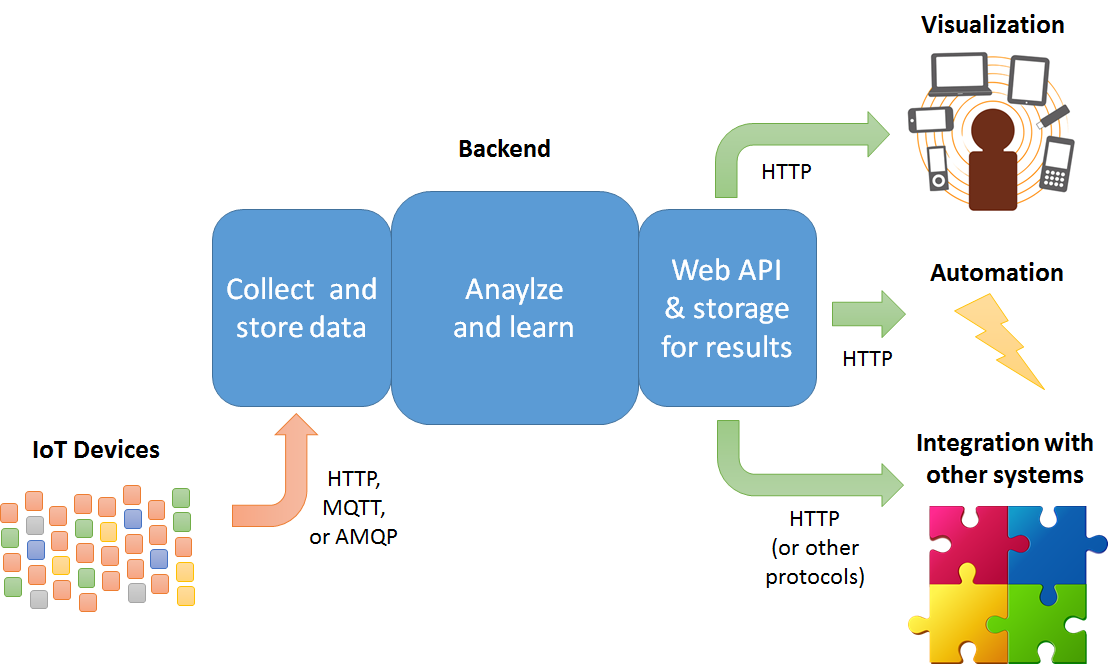 Visualization
Backend
HTTP
Collect and
store data
Anaylze
and learn
Web API
& storage
for results
Automation
HTTP
IoT Devices
HTTP,
MQTT,
or AMQP
Integration with
other systems
HTTP
(or other
protocols)